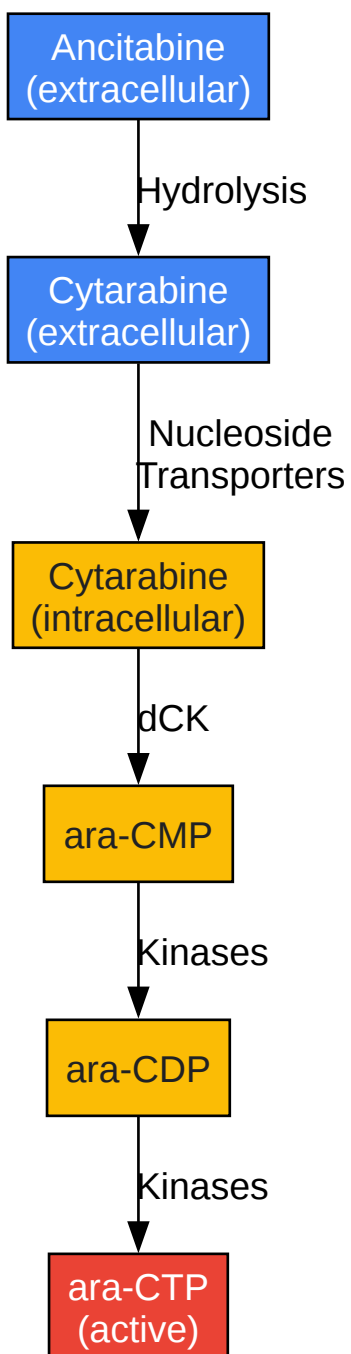 Ancitabine
(extracellular)
Hydrolysis
Cytarabine
(extracellular)
Nucleoside
Transporters
Cytarabine
(intracellular)
dCK
ara-CMP
Kinases
ara-CDP
Kinases
ara-CTP
(active)